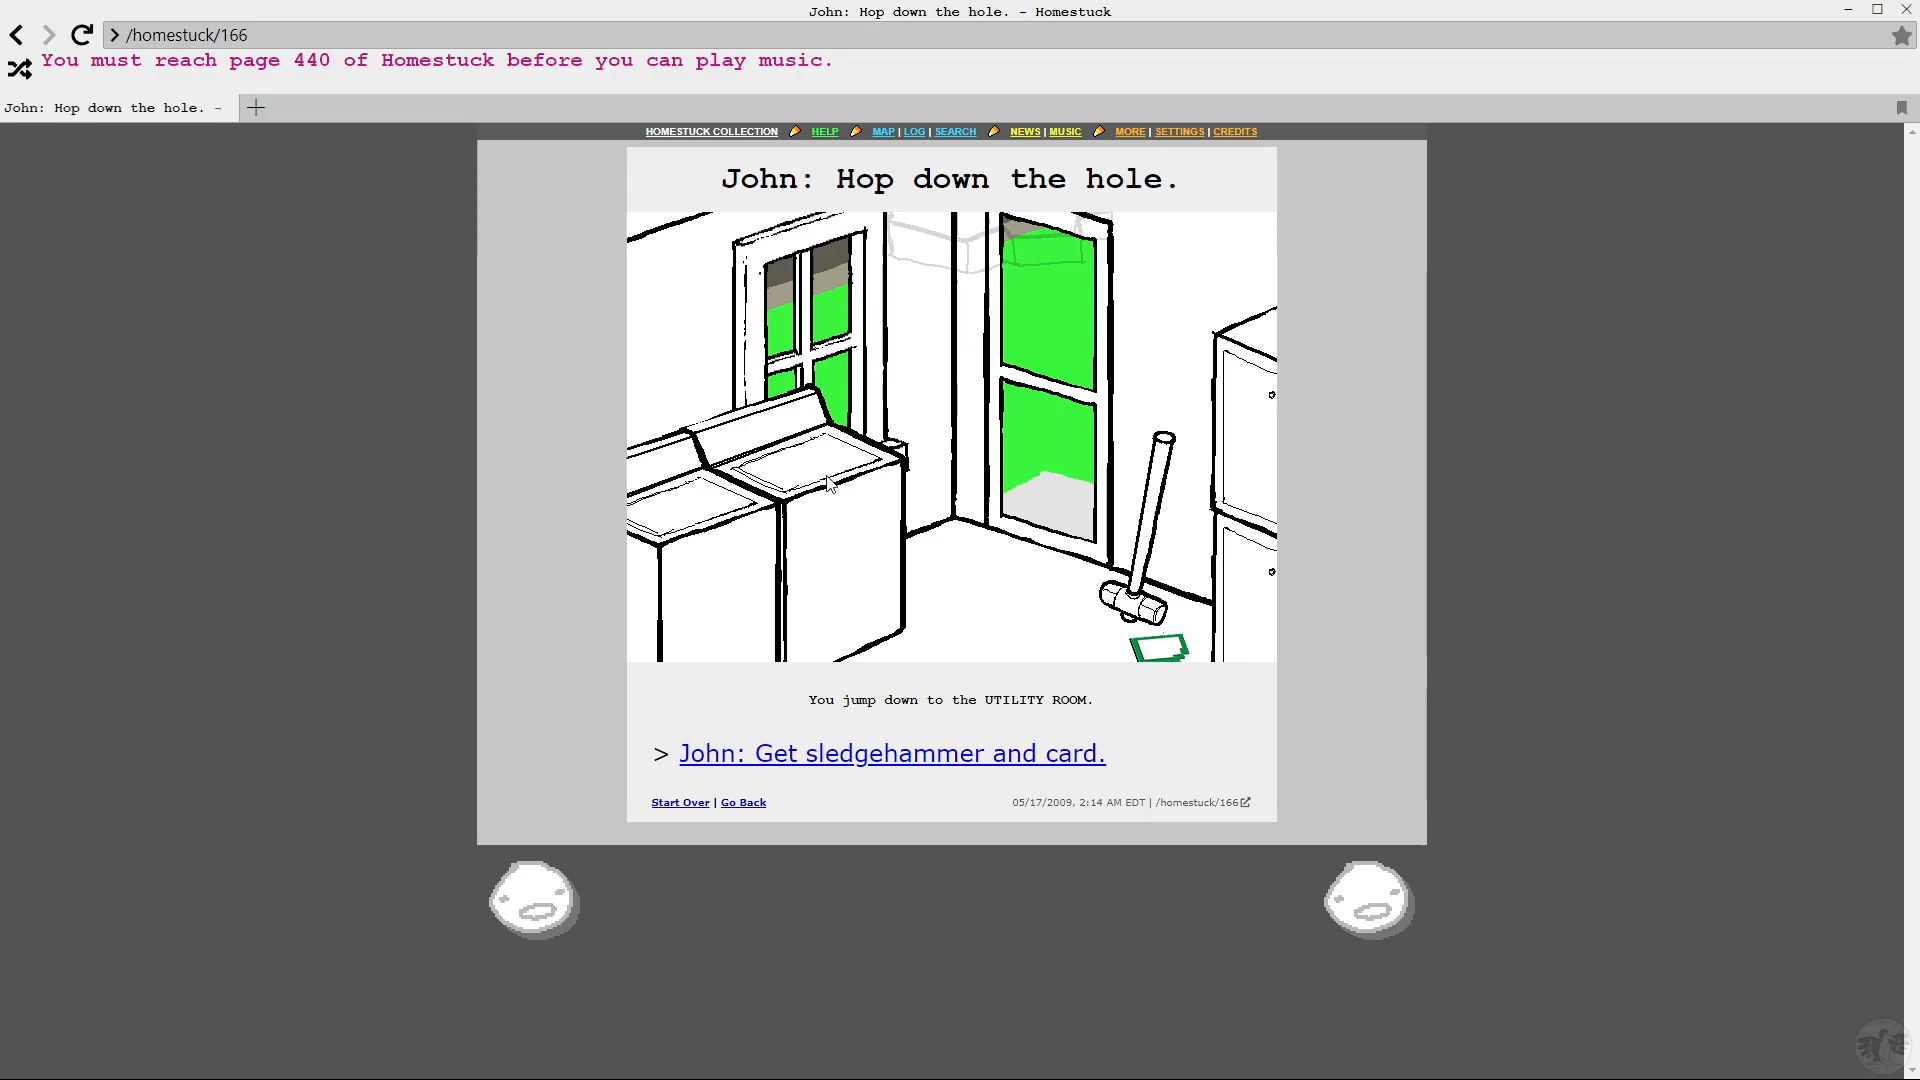 John: Hop down the hole. - Homestuck
/homestuck/166
You must reach page 440 of Homestuck before you can play music.
John: Hop down the hole. -
HOMESTUCK COLLECTION HELP MAP | LOG | SEARCH NEWS | MUSIC MORE | SETTINGS | CREDITS
John: Hop down the hole.
You jump down to the UTILITY ROOM.
> John: Get sledgehammer and card.
Start Over | Go Back 05/17/2009, 2:14 AM EDT | /homestuck/166